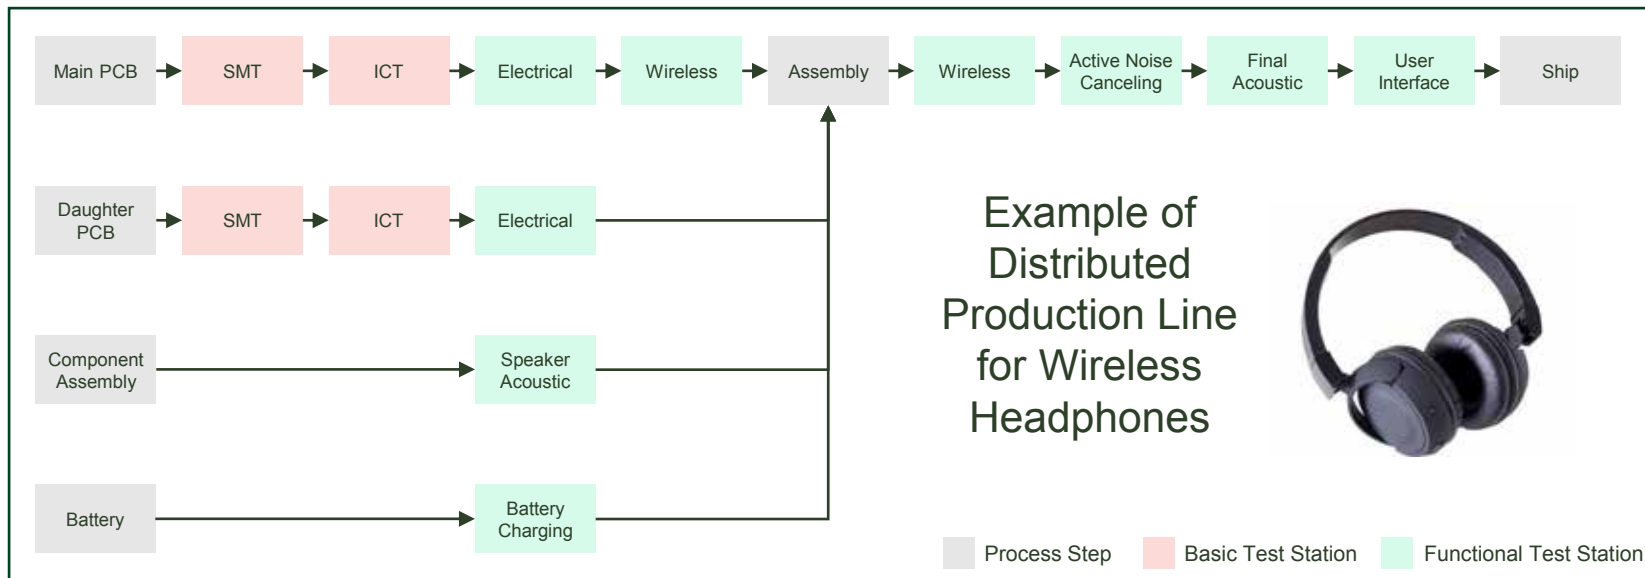 Main PCB
SMT
ICT
Electrical
Wireless
Assembly
Wireless
Active Noise
Canceling
Final
Acoustic
User
Interface
Ship
Daughter
PCB
SMT
ICT
Electrical
Component
Assembly
Speaker
Acoustic
Battery
Battery
Charging
Example of
Distributed
Production Line
for Wireless
Headphones
Process Step
Basic Test Station
Functional Test Station